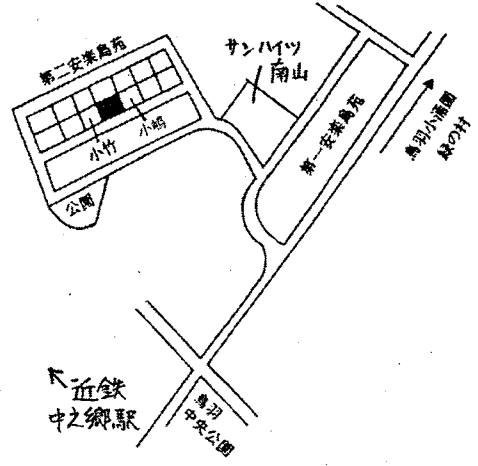 第二安楽島苑
サンハイツ
南山
小竹
小嶋
公園
第一安楽島苑
鳥羽小涌園
緑の村
近鉄
中之郷駅
鳥羽
中央公園